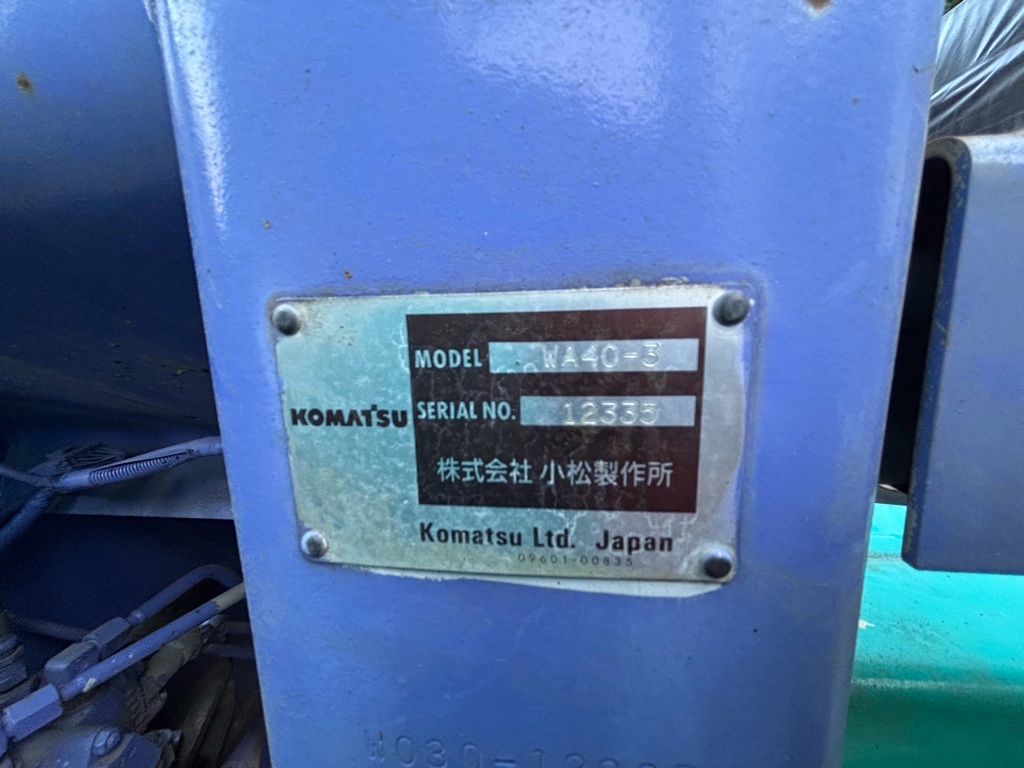 MODEL WA40-3
KOMATSU SERIAL NO. 12335
株式会社 小松製作所
Komatsu Ltd. Japan
09601-00835